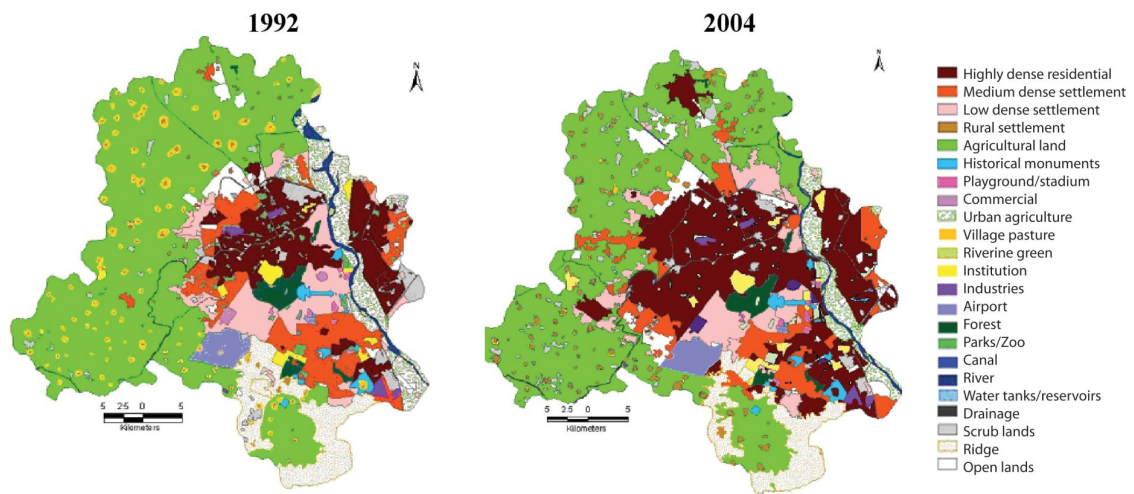 1992
2004
N
N
Highly dense residential
Medium dense settlement
Low dense settlement
Rural settlement
Agricultural land
Historical monuments
Playground/stadium
Commercial
Urban agriculture
Village pasture
Riverine green
Institution
Industries
Airport
Forest
Parks/Zoo
Canal
River
Water tanks/reservoirs
Drainage
Scrub lands
Ridge
Open lands
5 2.5 0 5
Kilometers
5 2.5 0 5
Kilometers